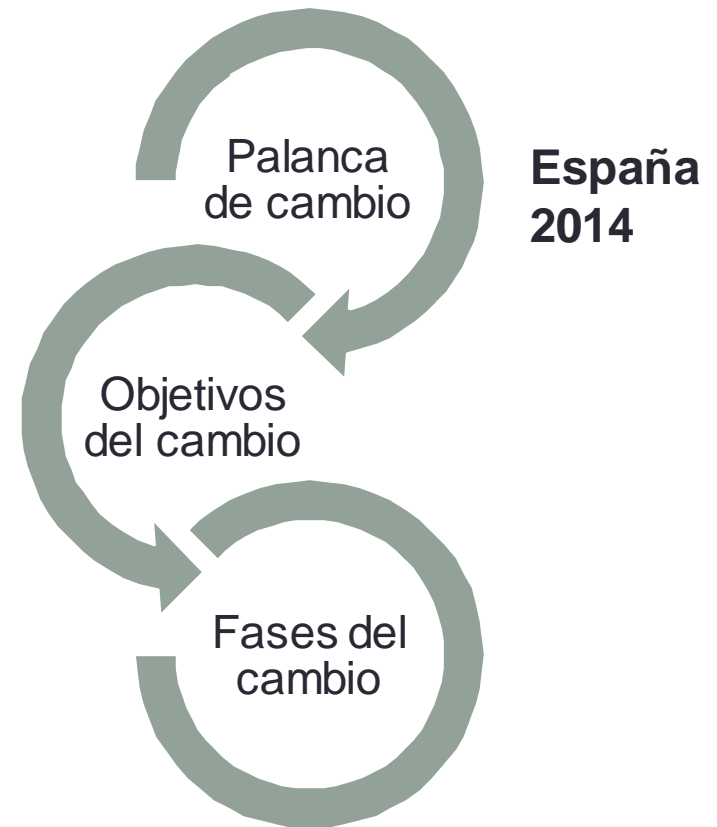 Palanca
de cambio
España
2014
Objetivos
del cambio
Fases del
cambio